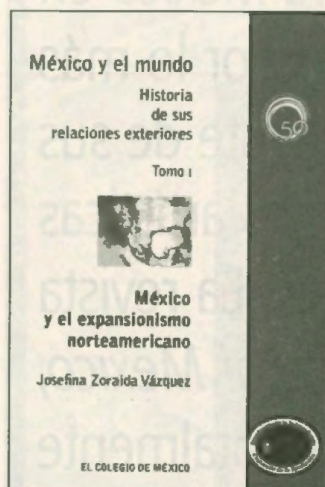 México y el mundo
Historia
de sus
relaciones exteriores
Tomo I
México
y el expansionismo
norteamericano
Josefina Zoraida Vázquez
EL COLEGIO DE MÉXICO
50